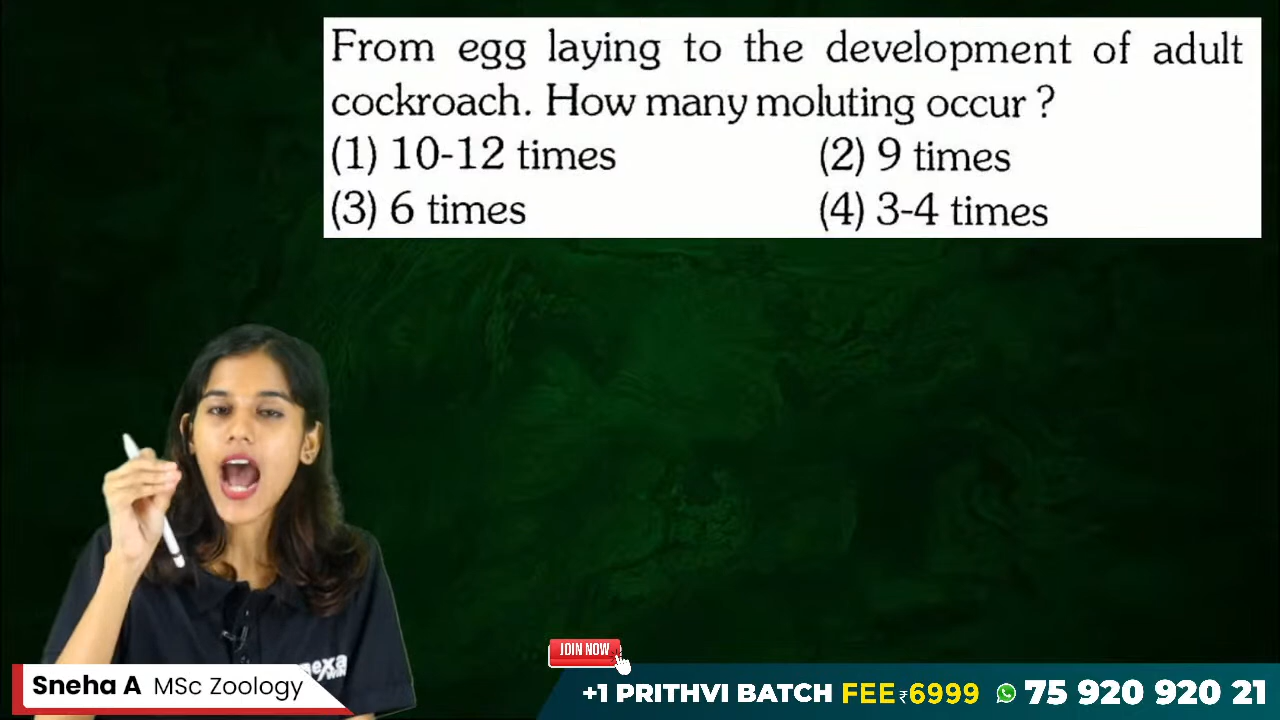 From egg laying to the development of adult
cockroach. How many moluting occur ?
(1) 10-12 times (2) 9 times
(3) 6 times (4) 3-4 times
JOIN NOW
Sneha A MSc Zoology
+1 PRITHVI BATCH FEE ₹6999 75 920 920 21